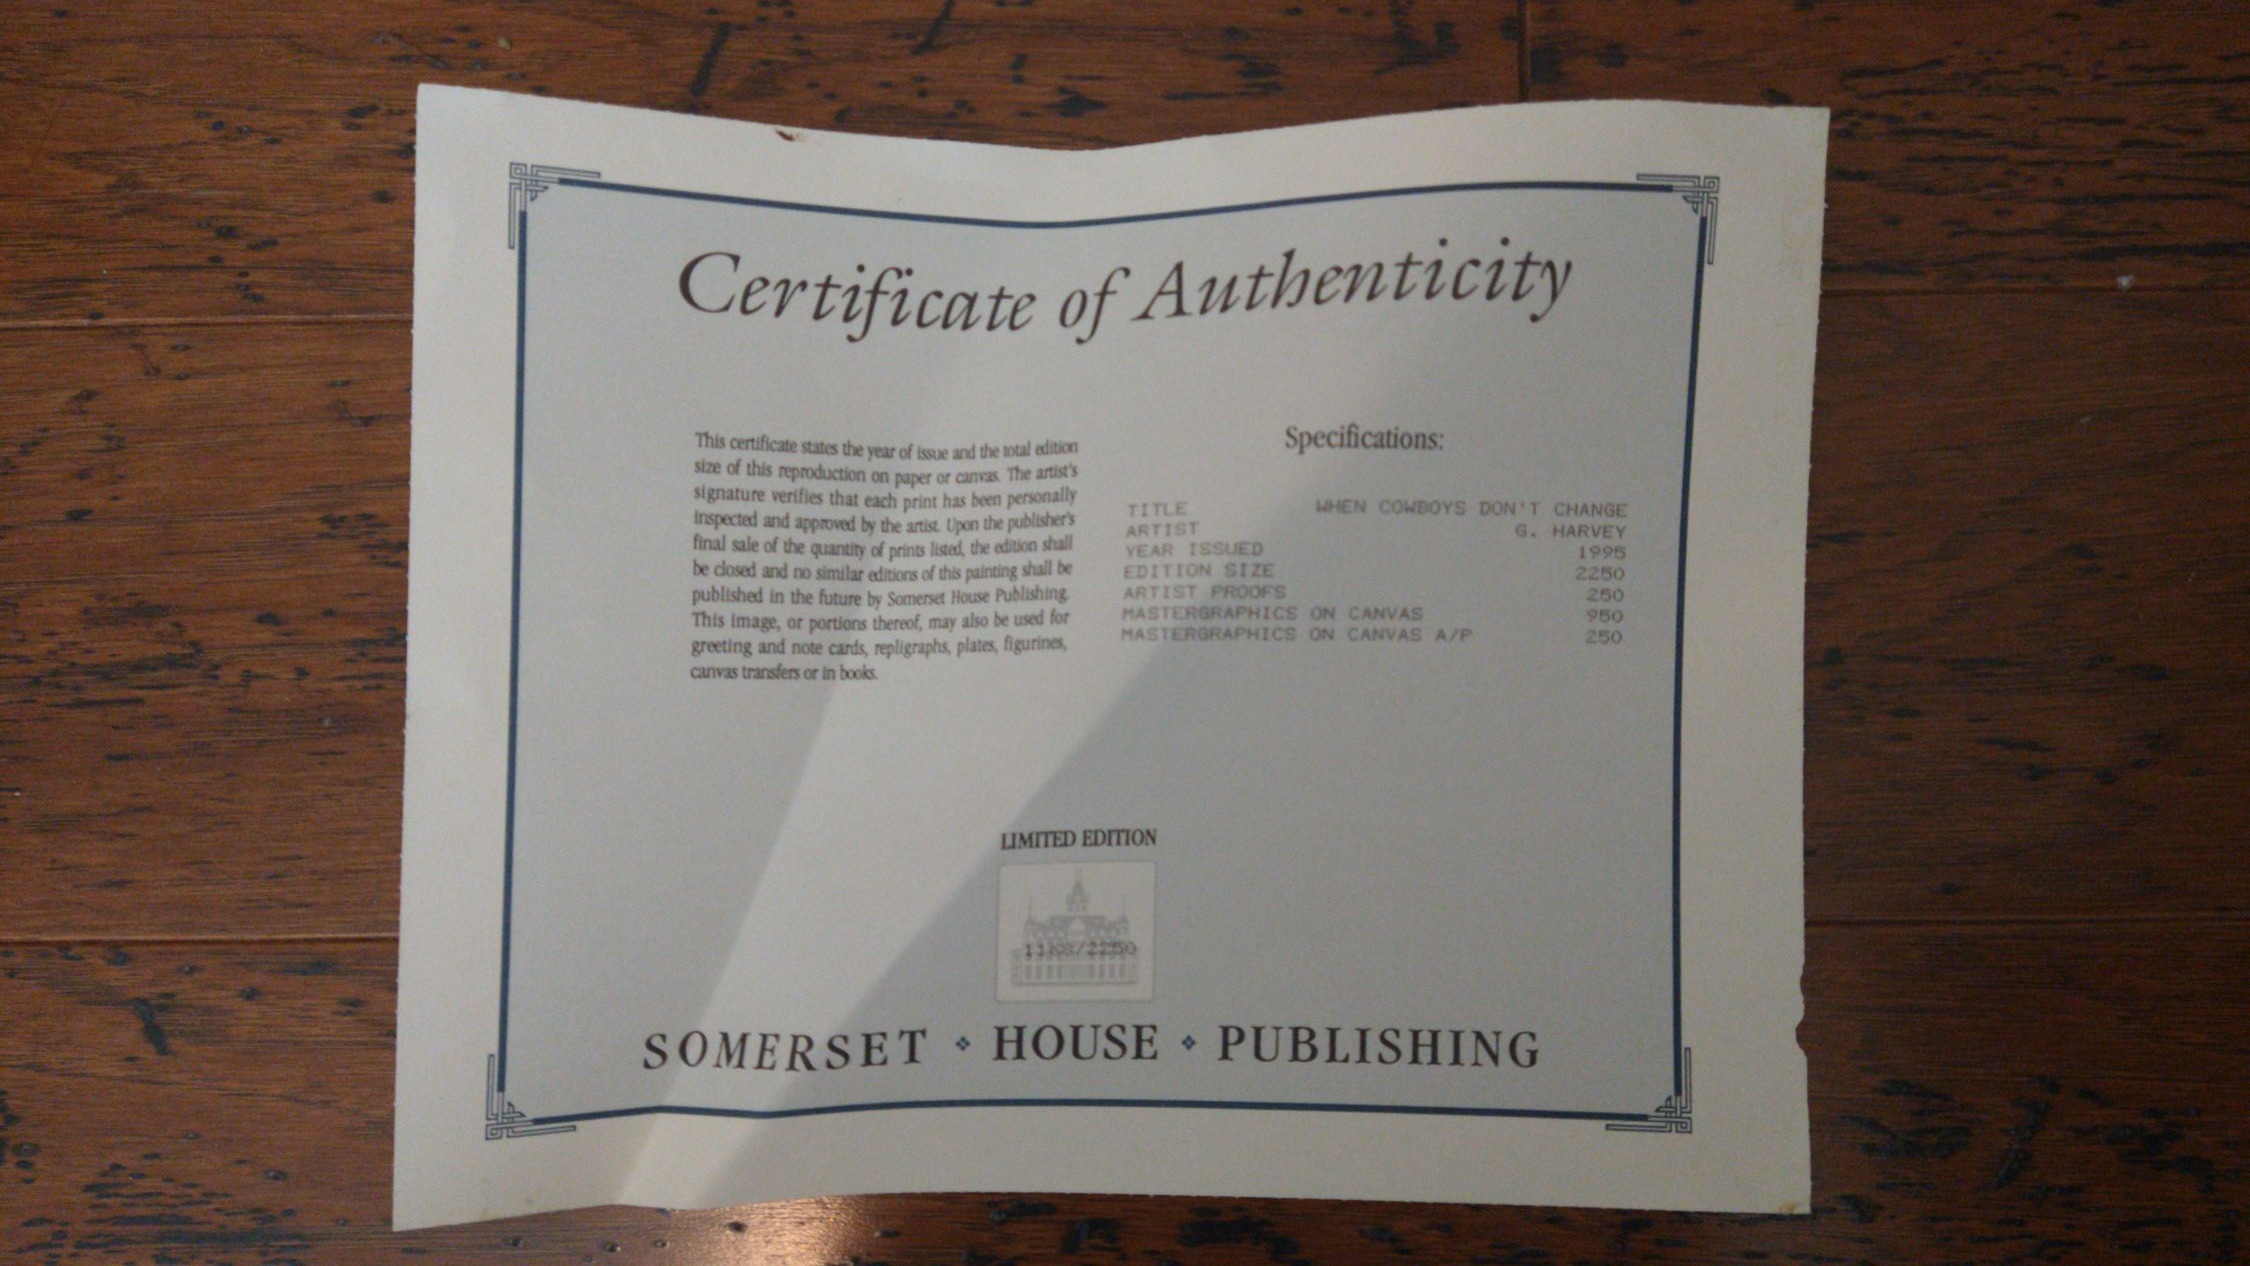 Certificate of Authenticity
This certificate states the year of issue and the total edition
size of this reproduction on paper or canvas. The artist's
signature verifies that each print has been personally
inspected and approved by the artist. Upon the publisher's
final sale of the quantity of prints listed, the edition shall
be closed and no similar editions of this painting shall be
published in the future by Somerset House Publishing.
This image, or portions thereof, may also be used for
greeting and note cards, repligraphs, plates, figurines,
canvas transfers or in books.
Specifications:
TITLE WHEN COWBOYS DON'T CHANGE
ARTIST G. HARVEY
YEAR ISSUED 1995
EDITION SIZE 2250
ARTIST PROOFS 250
MASTERGRAPHICS ON CANVAS 950
MASTERGRAPHICS ON CANVAS A/P 250
LIMITED EDITION
SOMERSET HOUSE PUBLISHING